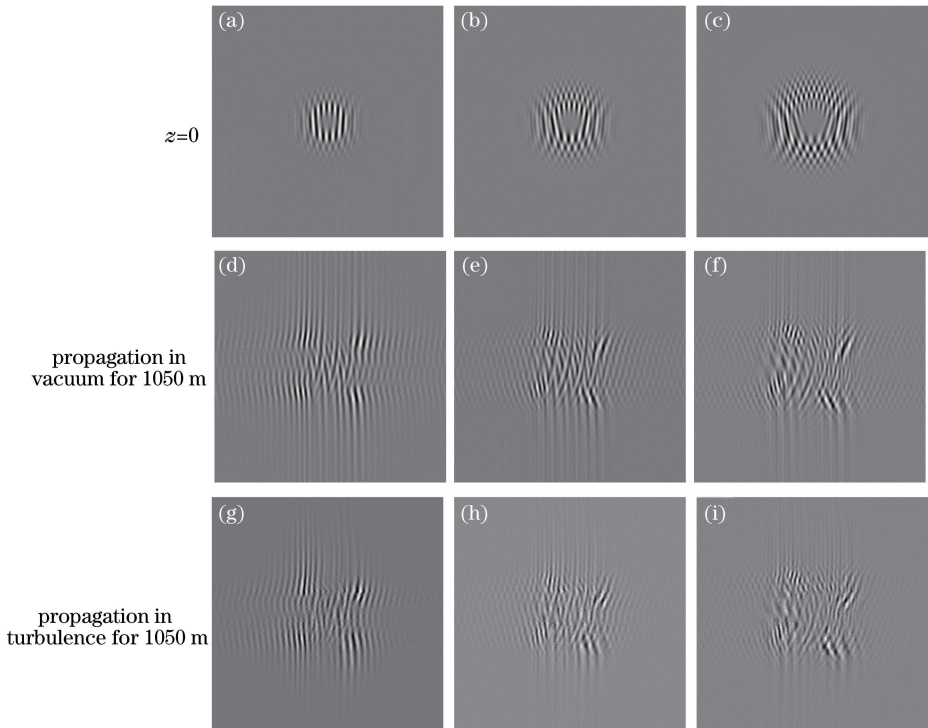 (a)
(b)
(c)
z=0
(d)
(e)
(f)
propagation in
vacuum for 1050 m
(g)
(h)
(i)
propagation in
turbulence for 1050 m